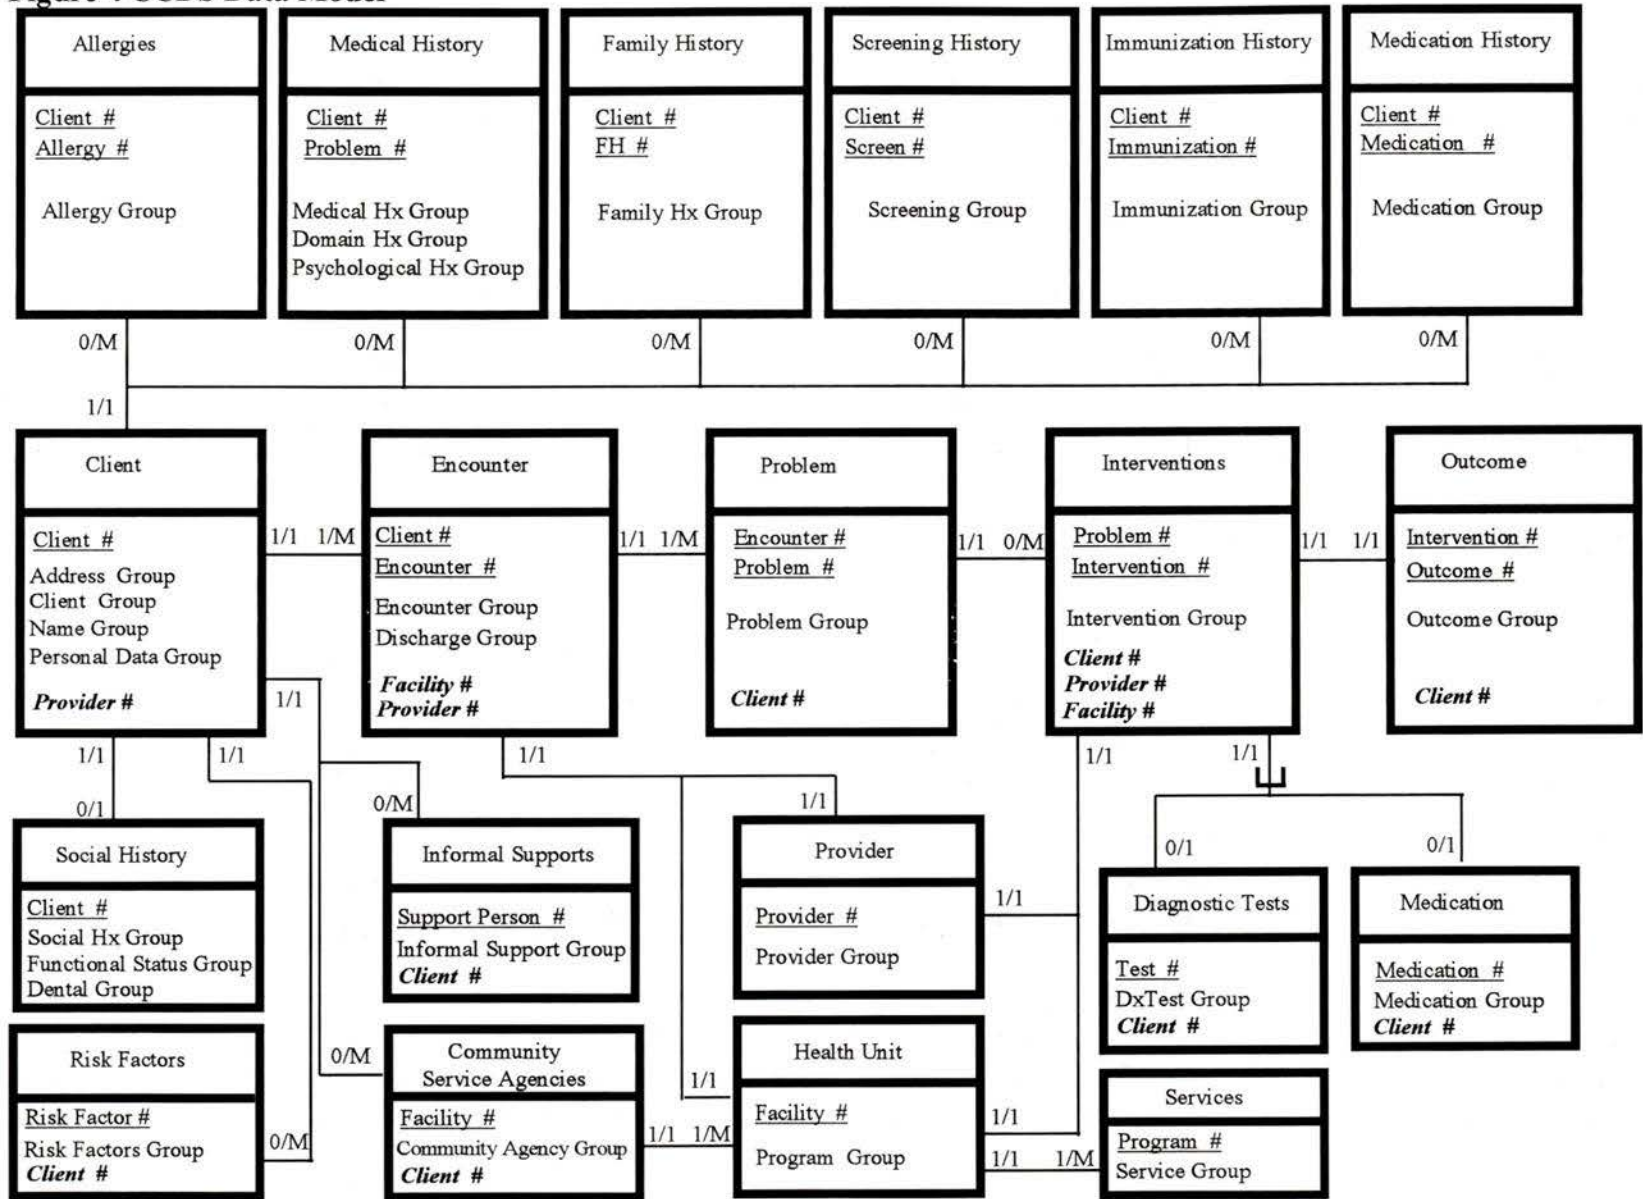 Allergies
Client #
Allergy #
Allergy Group
Medical History
Client #
Problem #
Medical Hx Group
Domain Hx Group
Psychological Hx Group
Family History
Client #
FH #
Family Hx Group
Screening History
Client #
Screen #
Screening Group
Immunization History
Client #
Immunization #
Immunization Group
Medication History
Client #
Medication #
Medication Group
0/M
0/M
0/M
0/M
0/M
0/M
1/1
Client
Client #
Address Group
Client Group
Name Group
Personal Data Group
Provider #
1/1 1/M
Encounter
Client #
Encounter #
Encounter Group
Discharge Group
Facility #
Provider #
1/1 1/M
Problem
Encounter #
Problem #
Problem Group
Client #
1/1 0/M
Interventions
Problem #
Intervention #
Intervention Group
Client #
Provider #
Facility #
1/1 1/1
Outcome
Intervention #
Outcome #
Outcome Group
Client #
1/1
1/1
1/1
1/1
1/1
1/1
0/1
0/M
1/1
0/1
0/1
Social History
Client #
Social Hx Group
Functional Status Group
Dental Group
Informal Supports
Support Person #
Informal Support Group
Client #
Provider
Provider #
Provider Group
1/1
Diagnostic Tests
Test #
DxTest Group
Client #
Medication
Medication #
Medication Group
Client #
Risk Factors
Risk Factor #
Risk Factors Group
Client #
0/M
0/M
Community
Service Agencies
Facility #
Community Agency Group
Client #
1/1 1/M
1/1
Health Unit
Facility #
Program Group
1/1
1/1 1/M
Services
Program #
Service Group